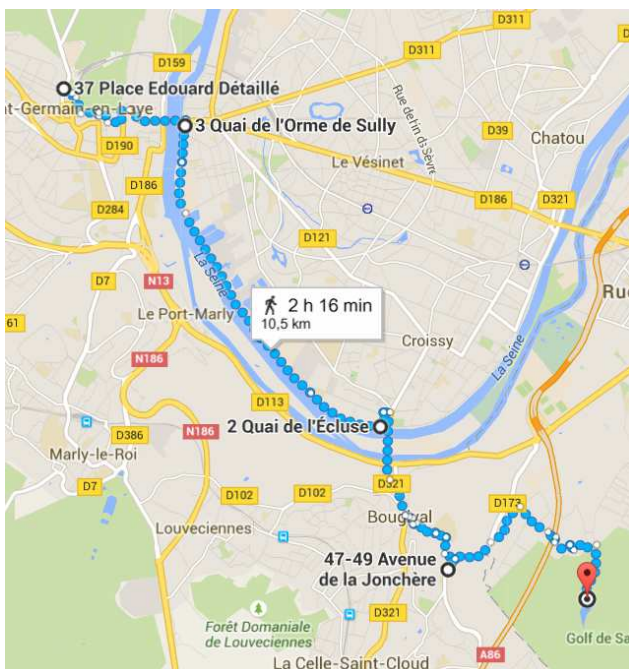 D311
D159
D311
37 Place Edouard Détaillé
nt-Germain-en-Laye
3 Quai de l'Orme de Sully
D190
Le Vésinet
D39
Chatou
D186
D186
D321
D284
D121
N13
D7
La Seine
2 h 16 min
10,5 km
Rue
Le Port-Marly
61
N186
Croissy
La Seine
D113
2 Quai de l'Écluse
N186
D386
Marly-le-Roi
D7
D102
D102
D321
D173
Louveciennes
Bougival
47-49 Avenue
de la Jonchère
D321
Forêt Domaniale
de Louveciennes
A86
Golf de Sa
La Celle-Saint-Cloud